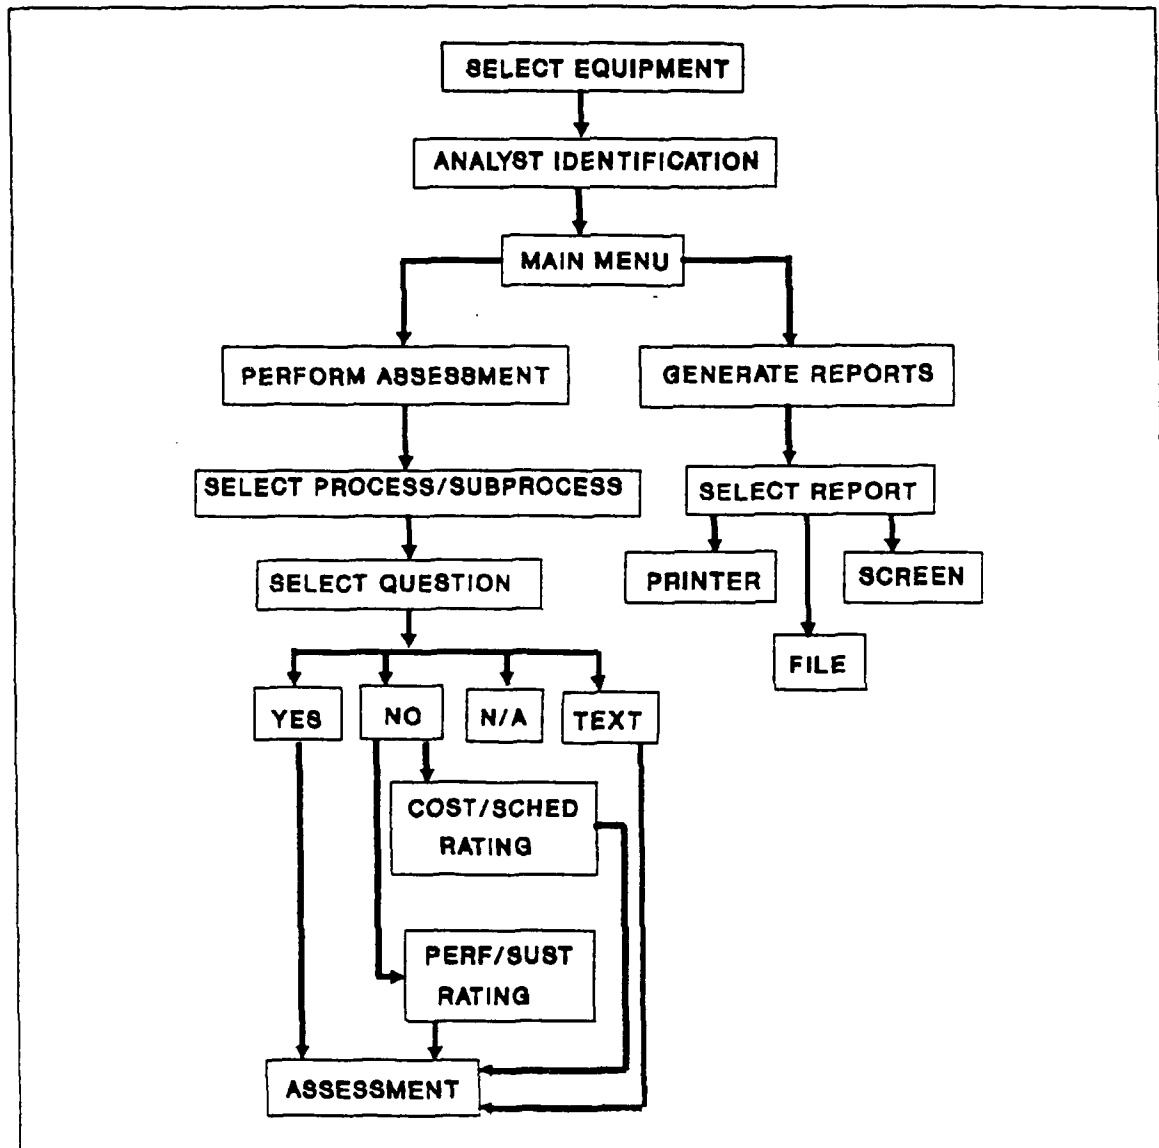 SELECT EQUIPMENT
ANALYST IDENTIFICATION
MAIN MENU
PERFORM ASSESSMENT
GENERATE REPORTS
SELECT PROCESS/SUBPROCESS
SELECT REPORT
SELECT QUESTION
PRINTER
SCREEN
FILE
YES
NO
N/A
TEXT
COST/SCHED
RATING
PERF/SUST
RATING
ASSESSMENT